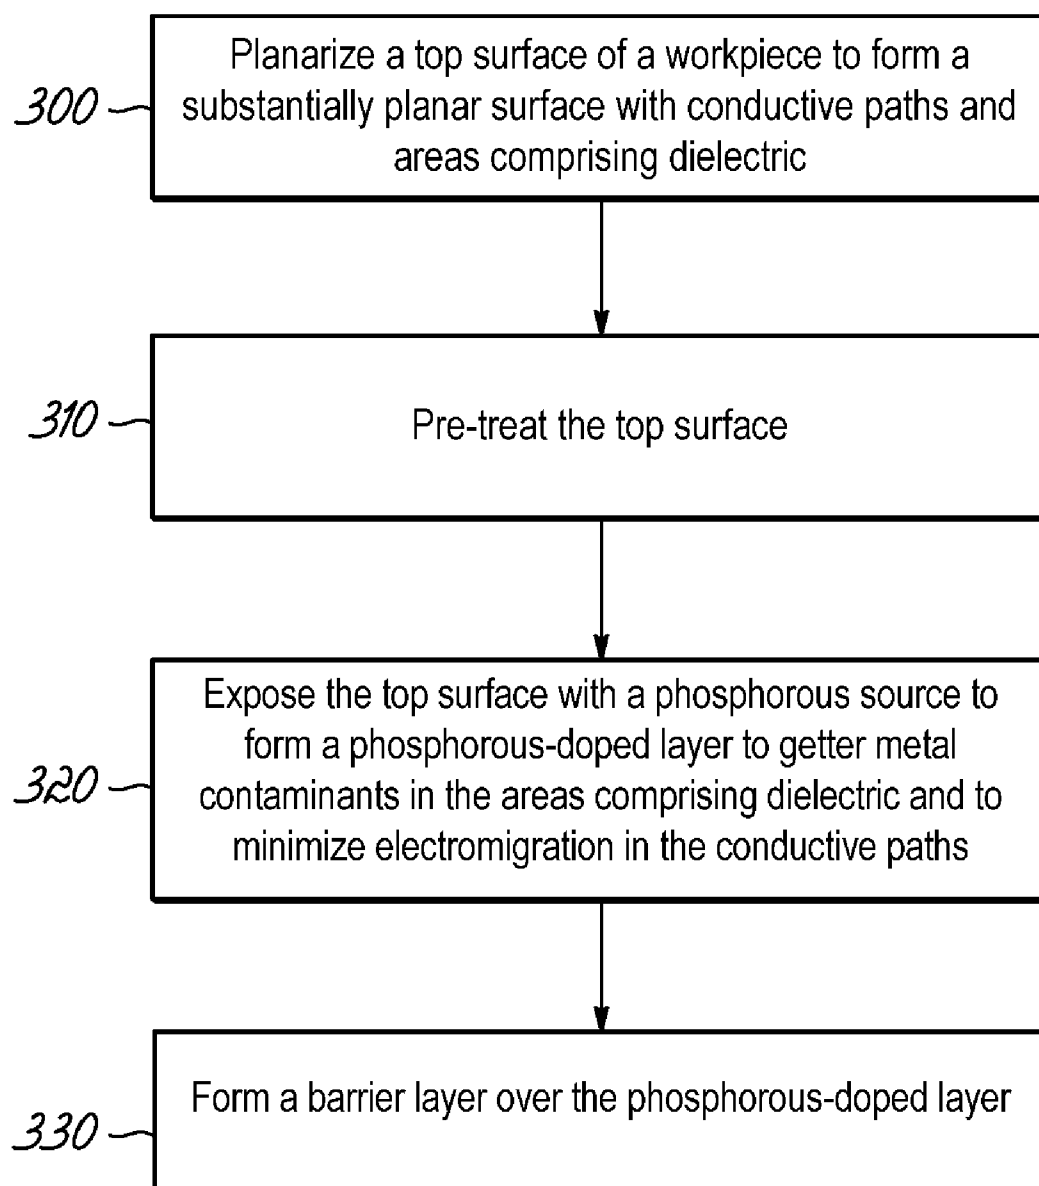 Planarize a top surface of a workpiece to form a
300
substantially planar surface with conductive paths and
areas comprising dielectric
310
Pre-treat the top surface
Expose the top surface with a phosphorous source to
form a phosphorous-doped layer to getter metal
320
contaminants in the areas comprising dielectric and to
minimize electromigration in the conductive paths
Form a barrier layer over the phosphorous-doped layer
330